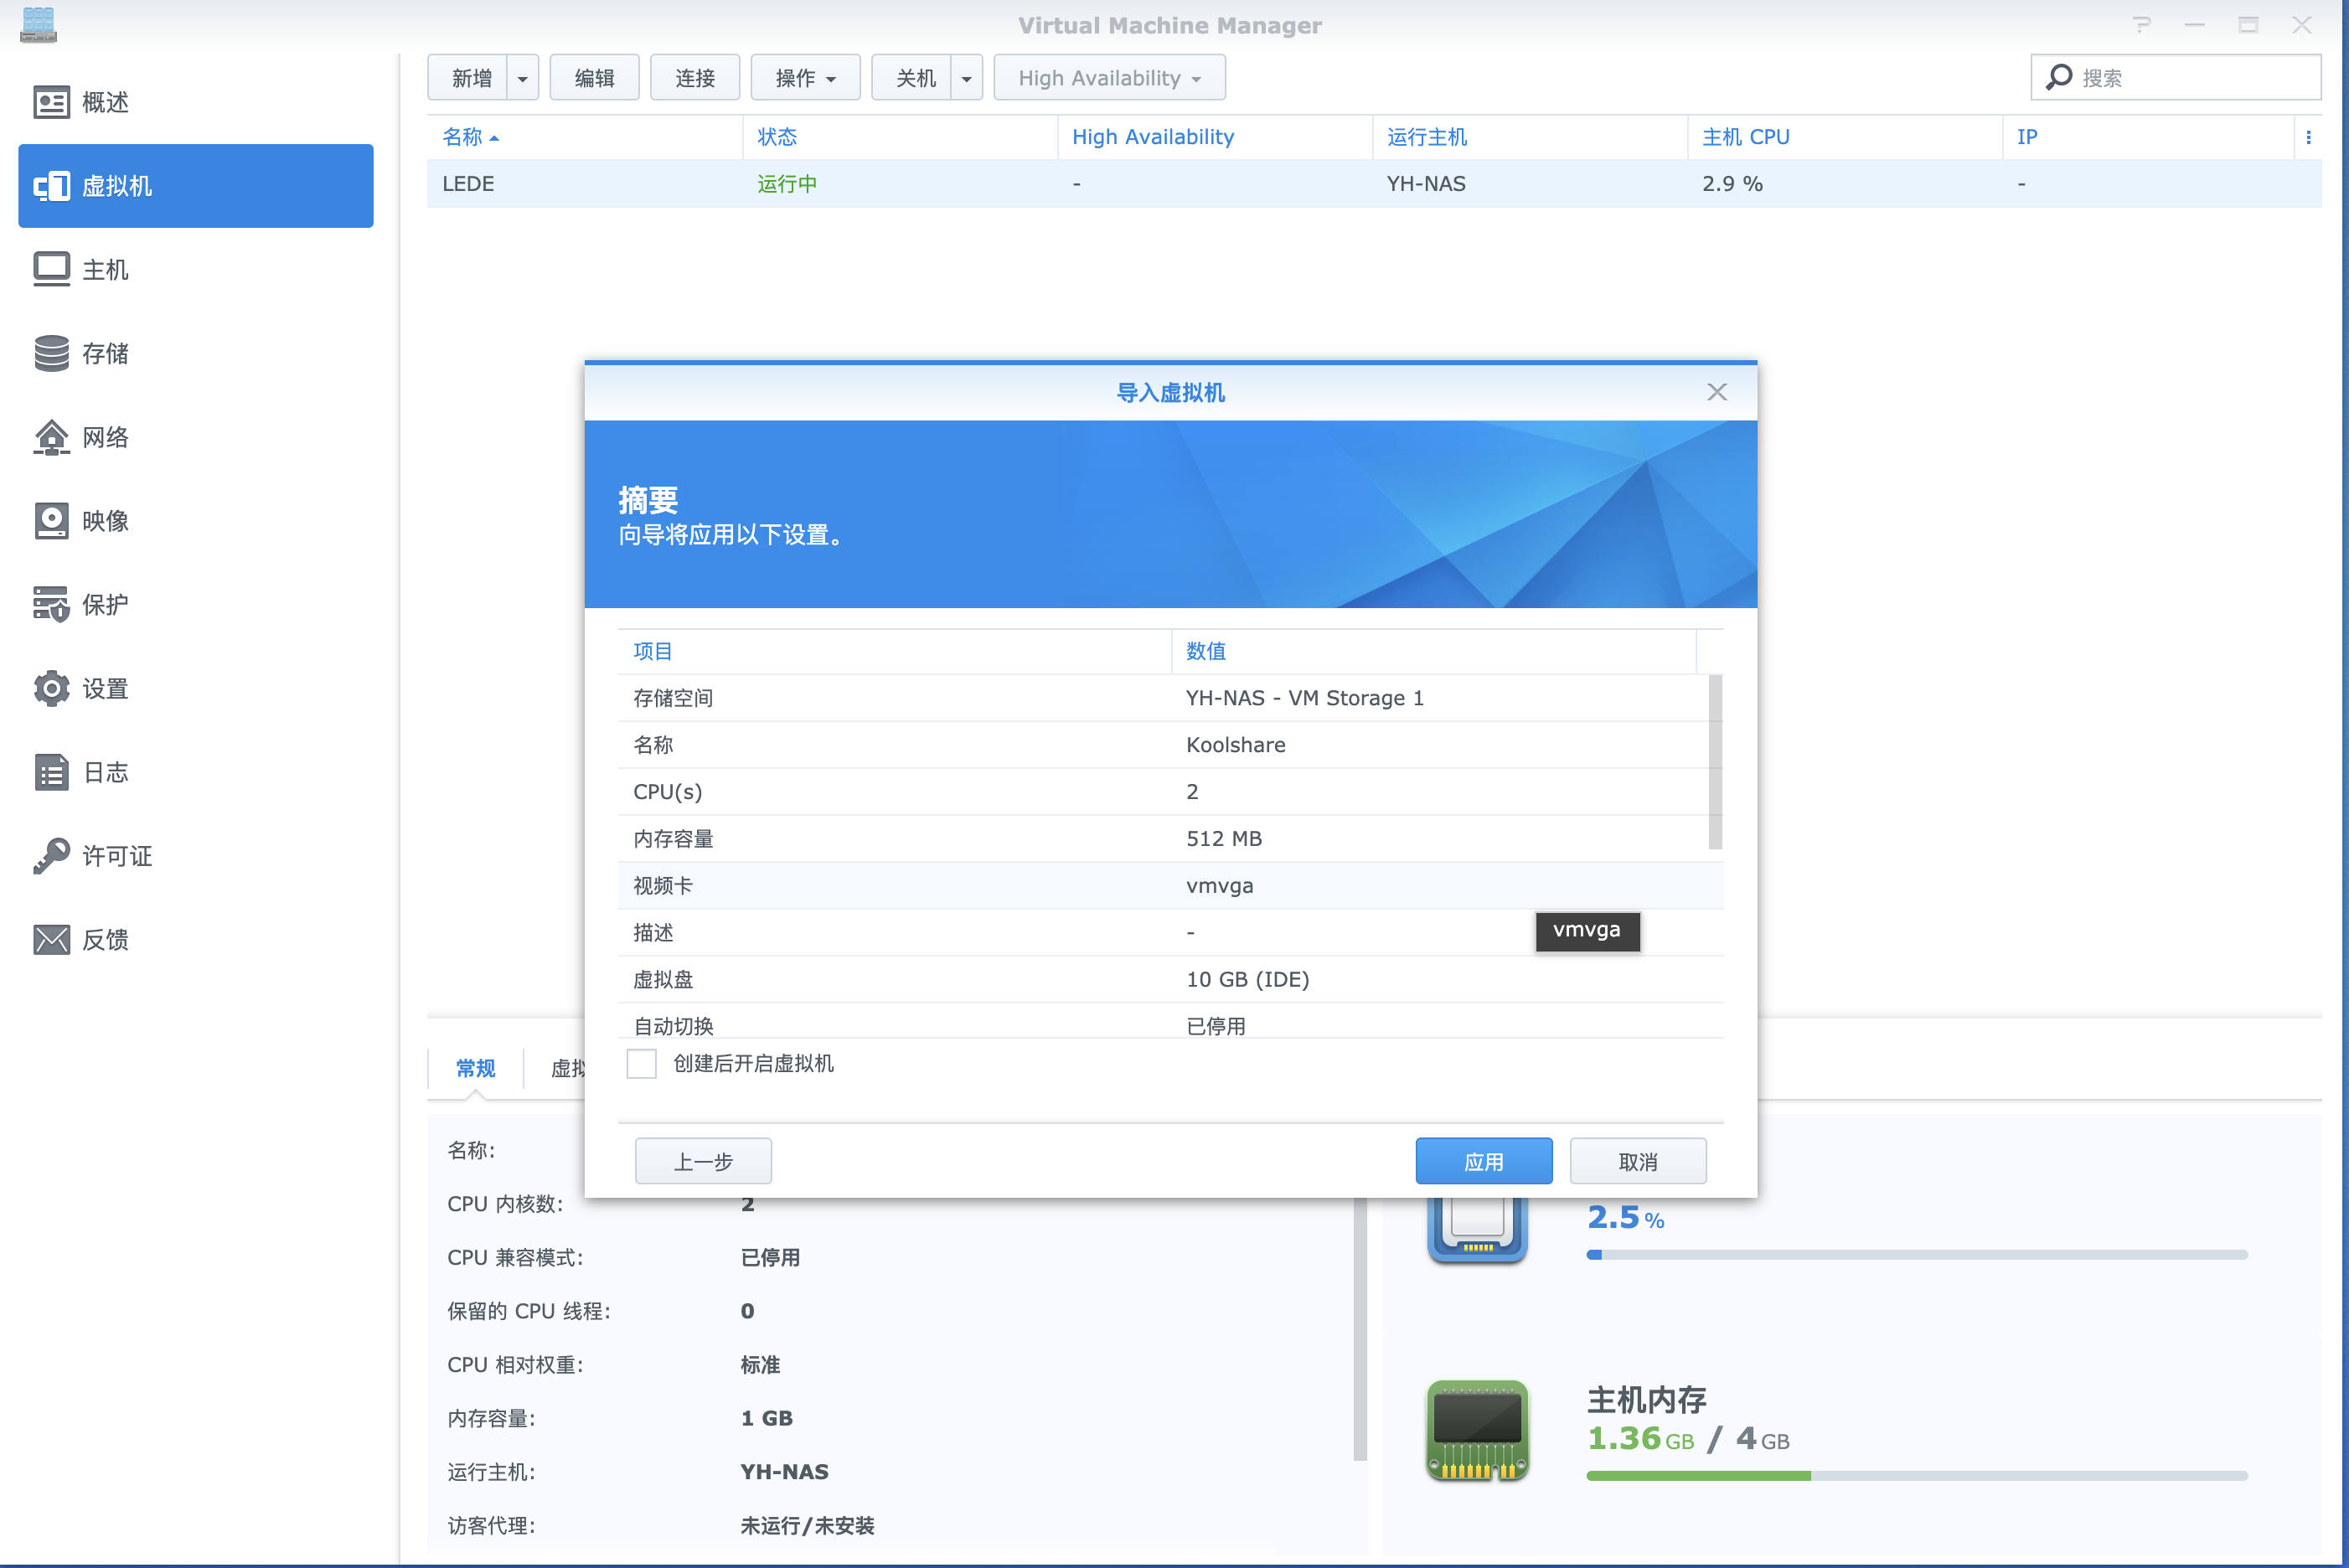 Virtual Machine Manager
新增 编辑 连接 操作 关机 High Availability 搜索
概述
虚拟机
主机
存储
网络
映像
保护
设置
日志
许可证
反馈
名称 状态 High Availability 运行主机 主机 CPU IP
LEDE 运行中 - YH-NAS 2.9 % -
导入虚拟机
摘要
向导将应用以下设置。
项目 数值
存储空间 YH-NAS - VM Storage 1
名称 Koolshare
CPU(s) 2
内存容量 512 MB
视频卡 vmvga
描述 -
vmvga
虚拟盘 10 GB (IDE)
自动切换 已停用
创建后开启虚拟机
上一步 应用 取消
常规 虚拟
名称:
CPU 内核数: 2
CPU 兼容模式: 已停用
保留的 CPU 线程: 0
CPU 相对权重: 标准
内存容量: 1 GB
运行主机: YH-NAS
访客代理: 未运行/未安装
2.5 %
主机内存
1.36 GB / 4 GB